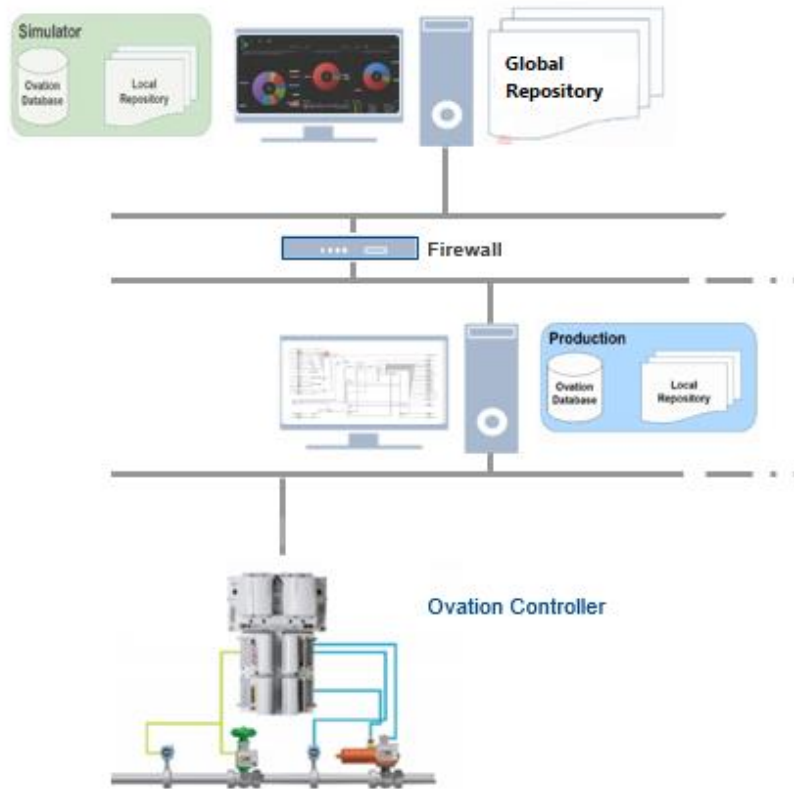 Simulator
Ovation
Database
Local
Repository
Global
Repository
Firewall
Production
Ovation
Database
Local
Repository
Ovation Controller